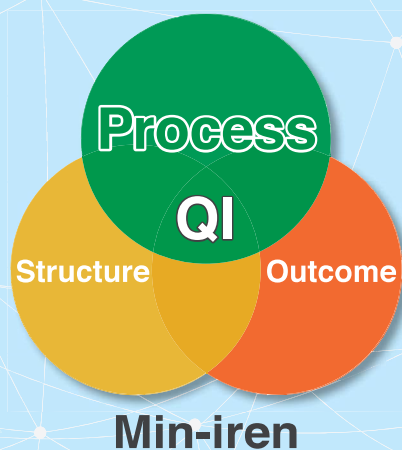 Process
QI
Structure
Outcome
Min-iren